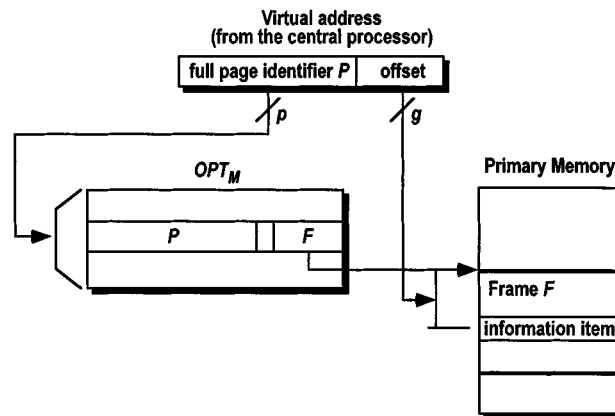 Virtual address
(from the central processor)
full page identifier P offset
p
g
OPT_M
Primary Memory
P F
Frame F
information item